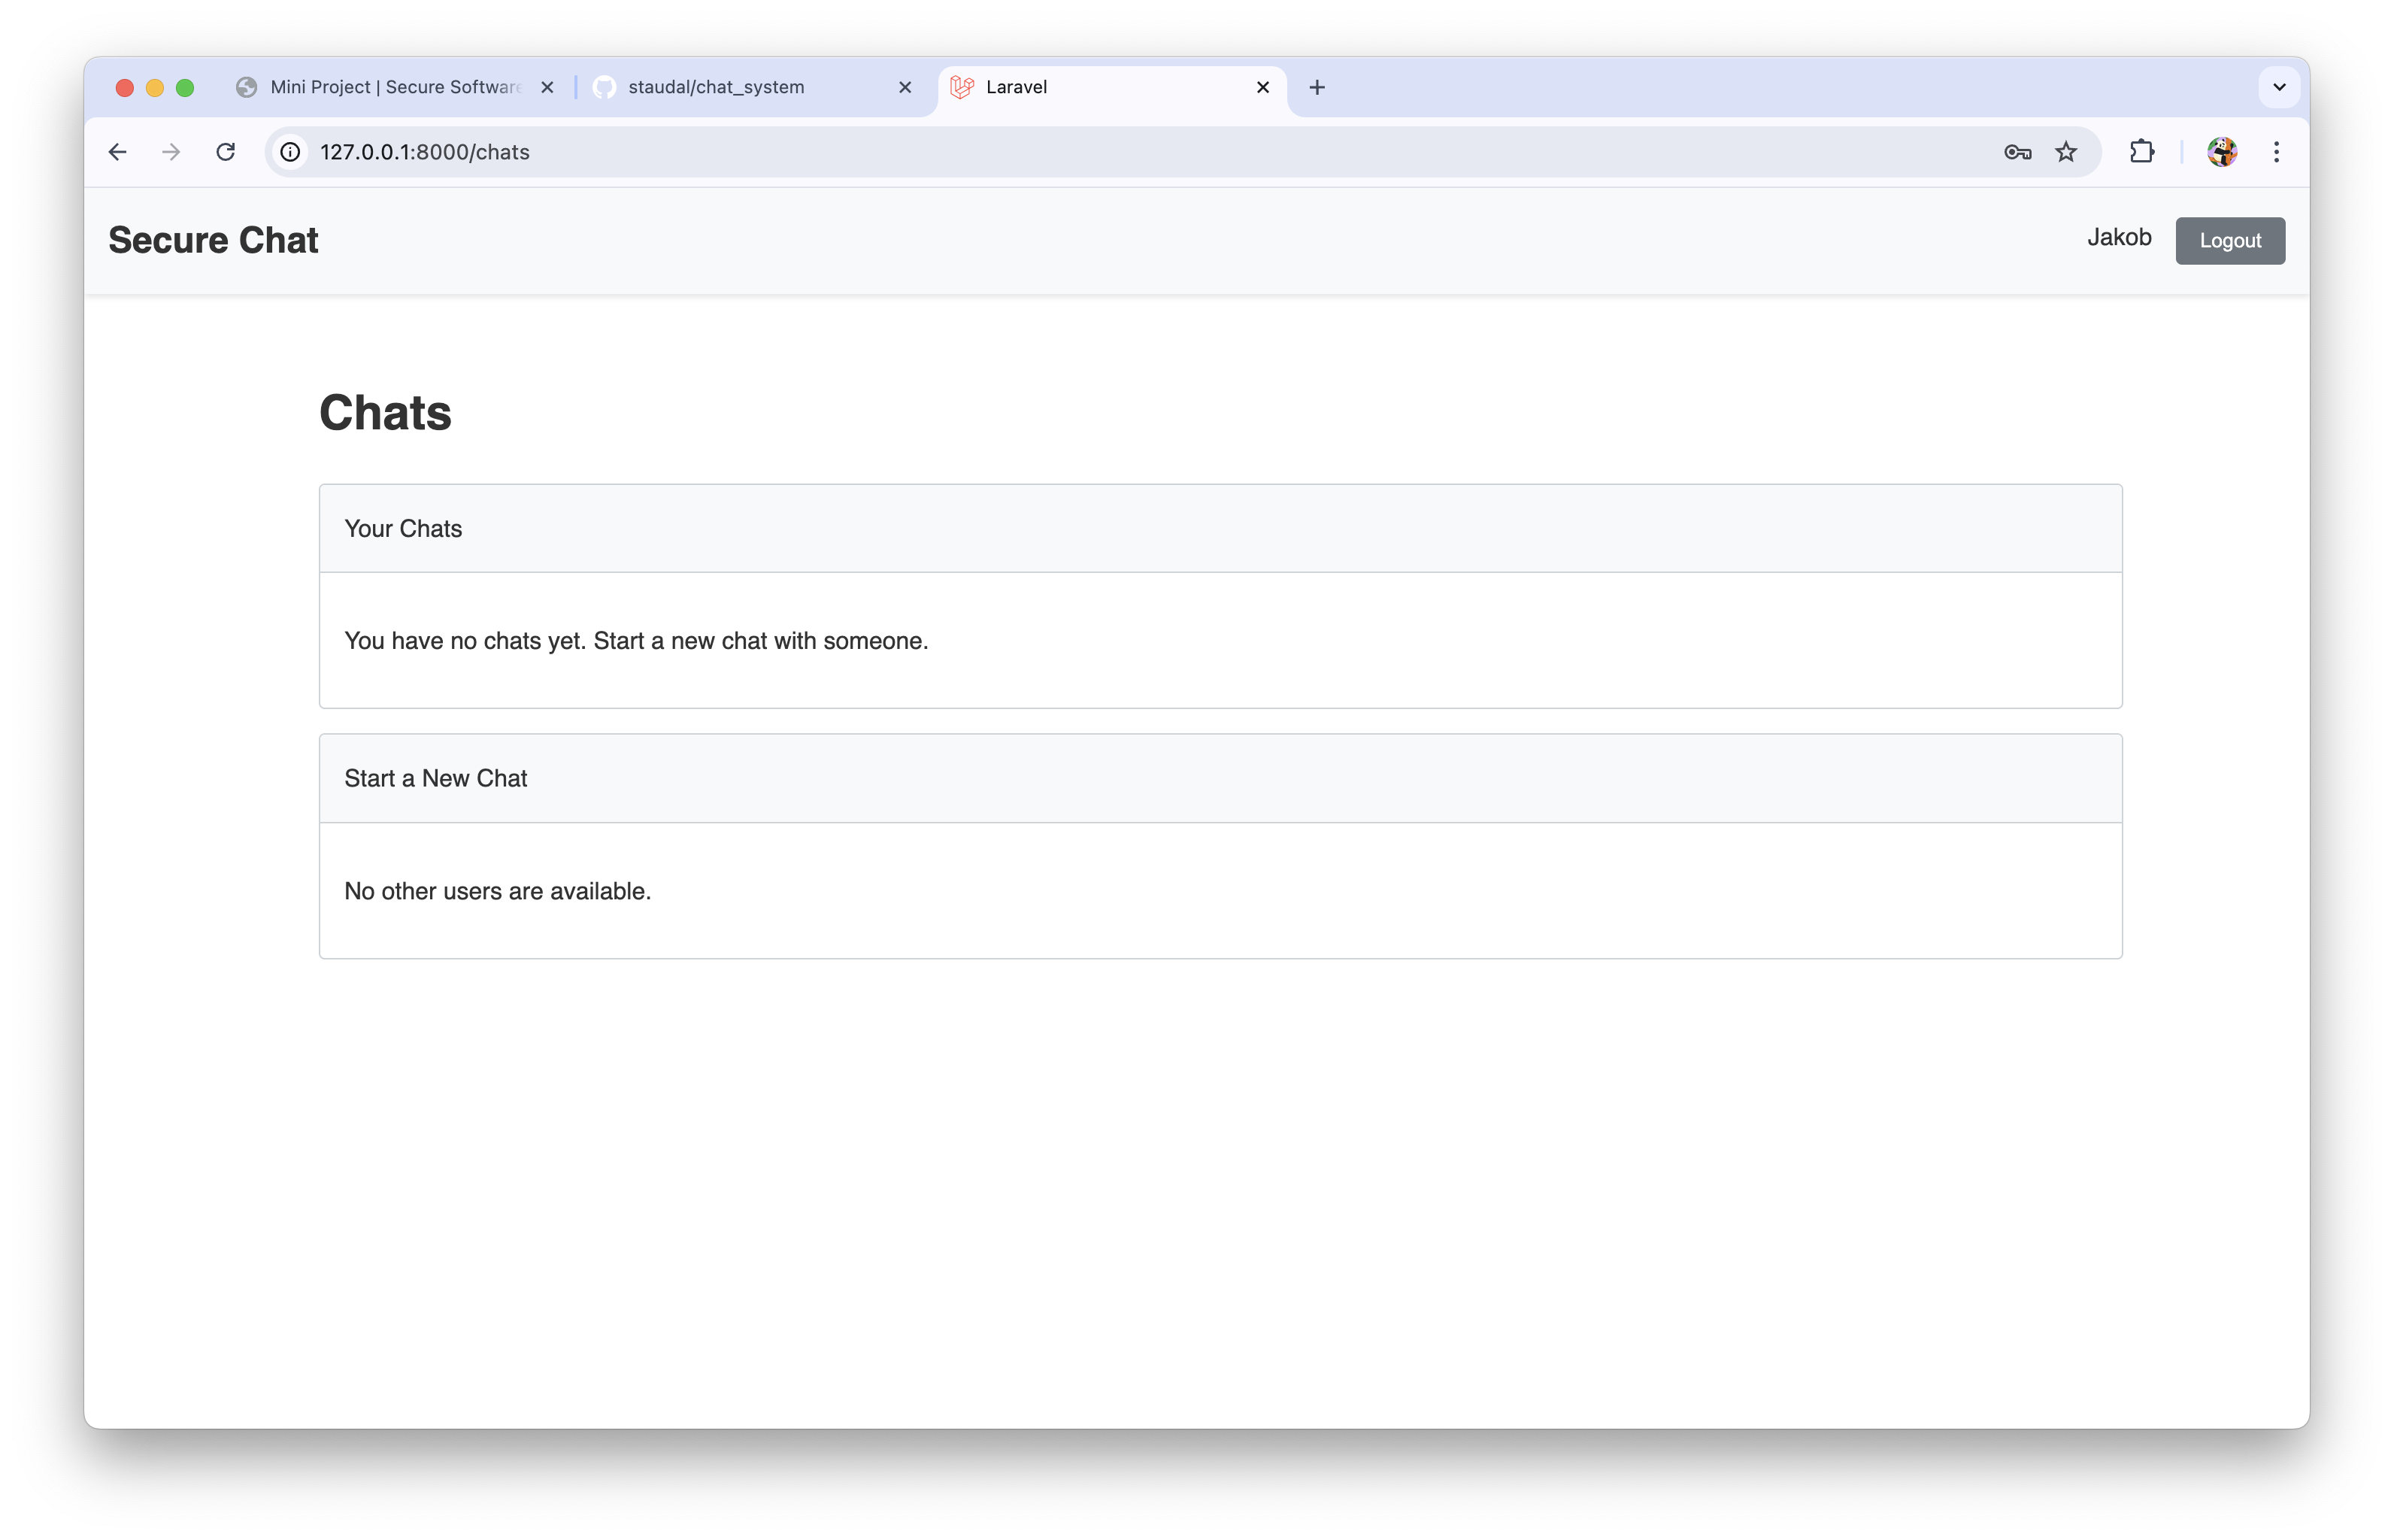 Mini Project | Secure Software
staudal/chat_system
Laravel
127.0.0.1:8000/chats
Secure Chat
Jakob
Logout
Chats
Your Chats
You have no chats yet. Start a new chat with someone.
Start a New Chat
No other users are available.